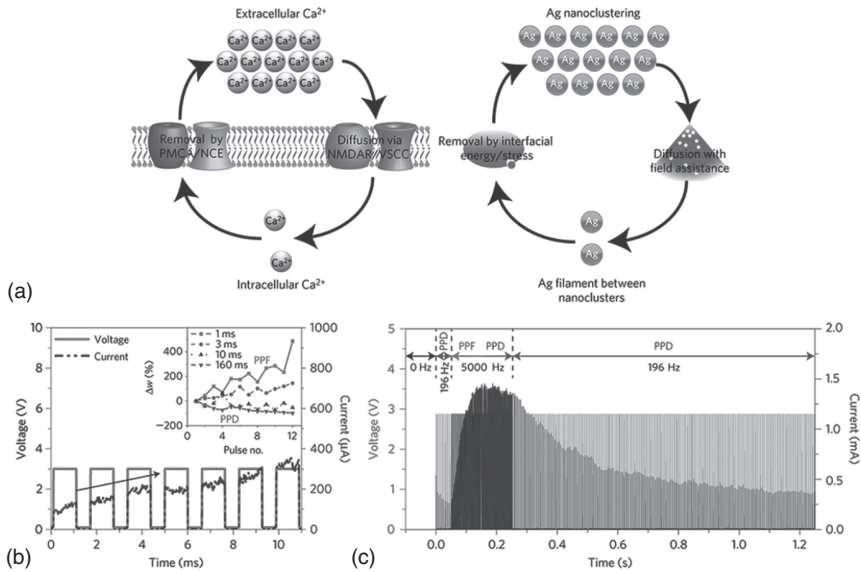 Extracellular Ca²⁺
Ca²⁺ Ca²⁺ Ca²⁺ Ca²⁺
Ca²⁺ Ca²⁺ Ca²⁺ Ca²⁺ Ca²⁺
Ca²⁺ Ca²⁺ Ca²⁺ Ca²⁺
Removal by
PMCA/NCE
Diffusion via
NMDAR/VSCC
Ca²⁺
Ca²⁺
Intracellular Ca²⁺
Ag nanoclustering
Ag Ag Ag Ag Ag Ag
Ag Ag Ag Ag Ag
Ag Ag Ag Ag
Removal by interfacial
energy/stress
Diffusion with
field assistance
Ag
Ag
Ag filament between
nanoclusters
(a)
Voltage
Current
Voltage (V)
10
8
6
4
2
0
Current (µA)
1000
800
600
400
200
0
0 2 4 6 8 10
Time (ms)
Δw (%)
400
200
0
−200
1 ms
3 ms
10 ms
160 ms
PPF
PPD
0 4 8 12
Pulse no.
(b)
Voltage (V)
5
4
3
2
1
0
Current (mA)
2.0
1.5
1.0
0.5
0.0
0 Hz
PPD
196 Hz
PPF PPD
5000 Hz
PPD
196 Hz
0.0 0.2 0.4 0.6 0.8 1.0 1.2
Time (s)
(c)